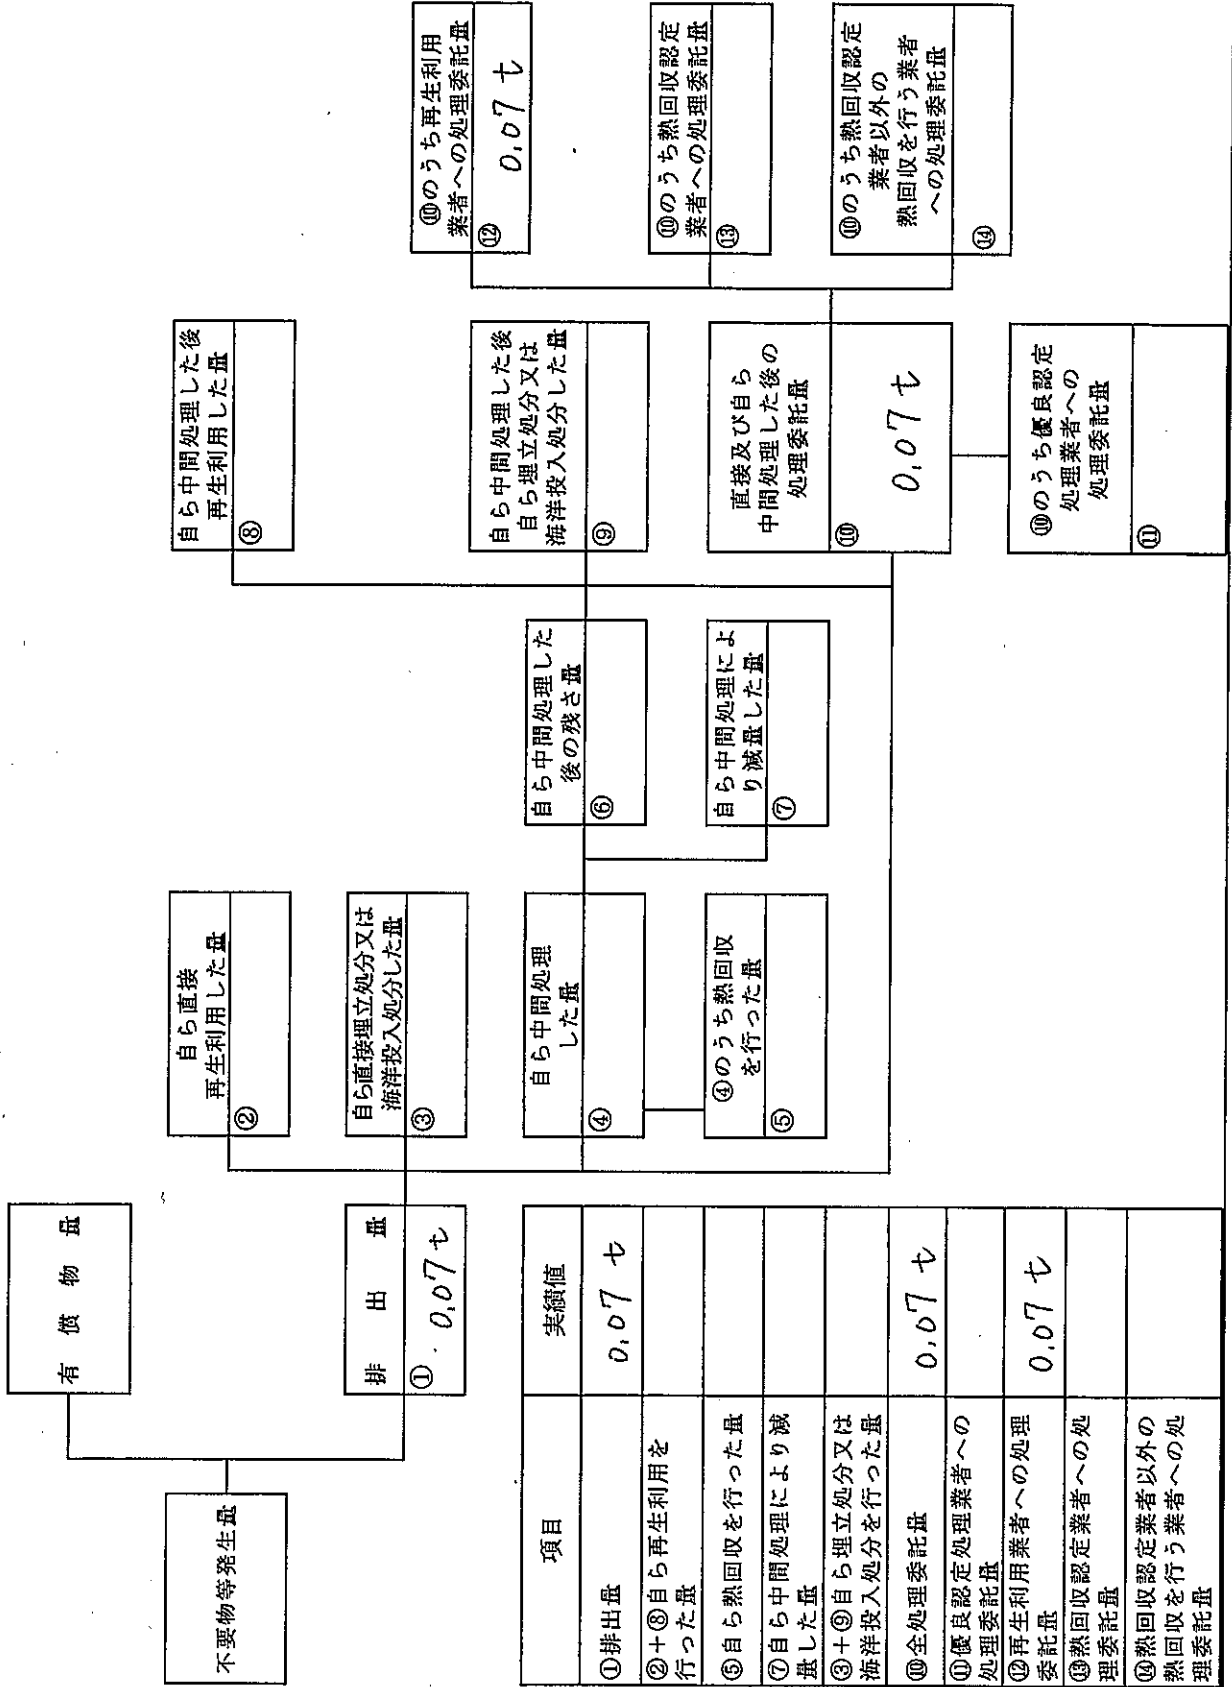 不要物等発生量
有償物量
排出量
① 0.07 t
自ら直接
再生利用した量
②
自ら直接埋立処分又は
海洋投入処分した量
③
自ら中間処理
した量
④
④のうち熱回収
を行った量
⑤
自ら中間処理した
後の残さ量
⑥
自ら中間処理によ
り減量した量
⑦
自ら中間処理した後
再生利用した量
⑧
自ら中間処理した後
自ら埋立処分又は
海洋投入処分した量
⑨
直接及び自ら
中間処理した後の
処理委託量
⑩ 0.07 t
⑩のうち優良認定
処理業者への
処理委託量
⑪
⑩のうち再生利用
業者への処理委託量
⑫ 0.07 t
⑩のうち熱回収認定
業者への処理委託量
⑬
⑩のうち熱回収認定
業者以外の
熱回収を行う業者
への処理委託量
⑭
項目 実績値
①排出量 0.07 t
②+⑧自ら再生利用を
行った量
⑤自ら熱回収を行った量
⑦自ら中間処理により減
量した量
③+⑨自ら埋立処分又は
海洋投入処分を行った量
⑩全処理委託量 0.07 t
⑪優良認定処理業者への
処理委託量
⑫再生利用業者への処理
委託量 0.07 t
⑬熱回収認定業者への処
理委託量
⑭熱回収認定業者以外の
熱回収を行う業者への処
理委託量